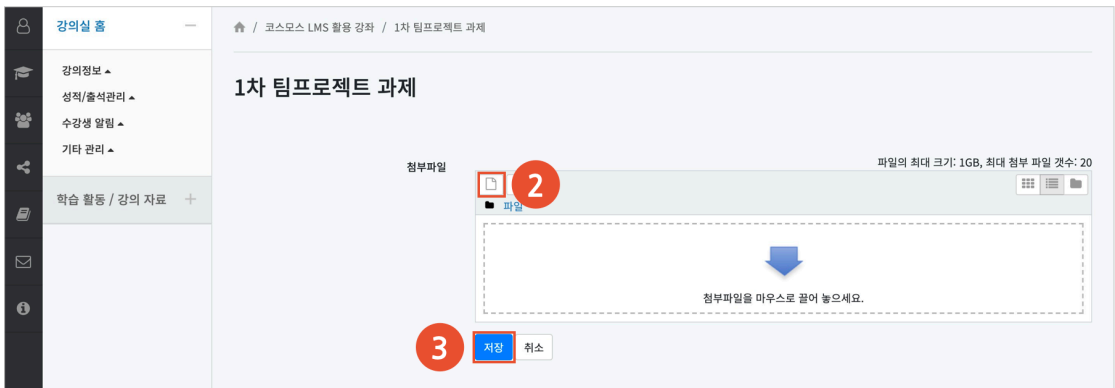 강의실 홈
강의정보
성적/출석관리
수강생 알림
기타 관리
학습 활동 / 강의 자료
/ 코스모스 LMS 활용 강좌 / 1차 팀프로젝트 과제
1차 팀프로젝트 과제
첨부파일
파일의 최대 크기: 1GB, 최대 첨부 파일 갯수: 20
2
파일
첨부파일을 마우스로 끌어 놓으세요.
3
저장 취소